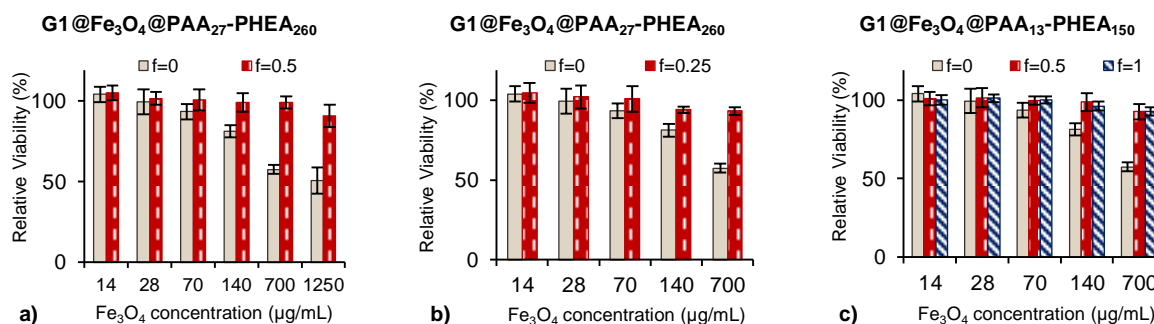 G1@Fe₃O₄@PAA₂₇-PHEA₂₆₀
f=0 f=0.5
Relative Viability (%)
100
50
0
14 28 70 140 700 1250
a) Fe₃O₄ concentration (µg/mL)
G1@Fe₃O₄@PAA₂₇-PHEA₂₆₀
f=0 f=0.25
Relative Viability (%)
100
50
0
14 28 70 140 700
b) Fe₃O₄ concentration (µg/mL)
G1@Fe₃O₄@PAA₁₃-PHEA₁₅₀
f=0 f=0.5 f=1
Relative Viability (%)
100
50
0
14 28 70 140 700
c) Fe₃O₄ concentration (µg/mL)